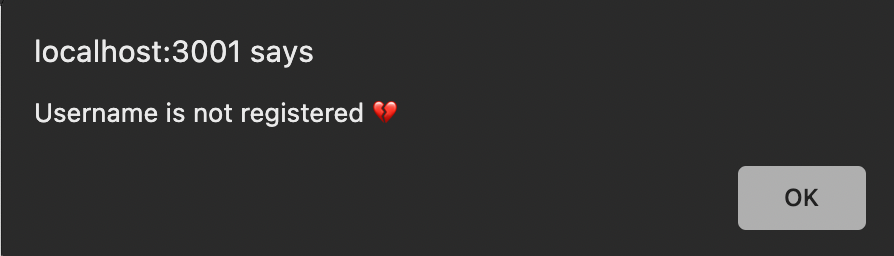 localhost:3001 says
Username is not registered 💔
OK